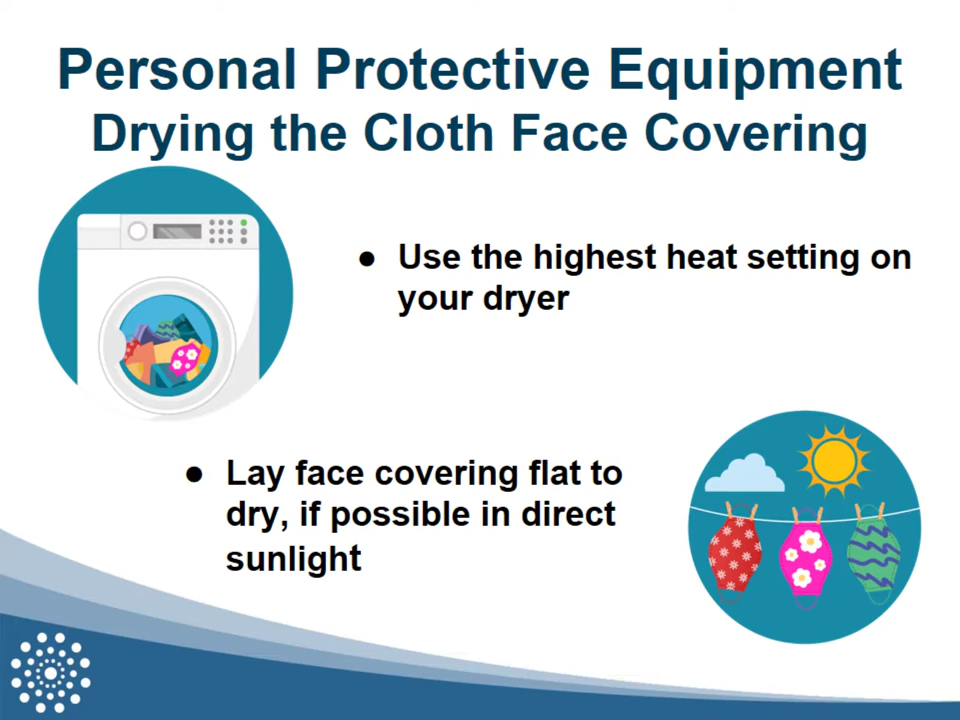 Personal Protective Equipment
Drying the Cloth Face Covering
● Use the highest heat setting on
your dryer
● Lay face covering flat to
dry, if possible in direct
sunlight